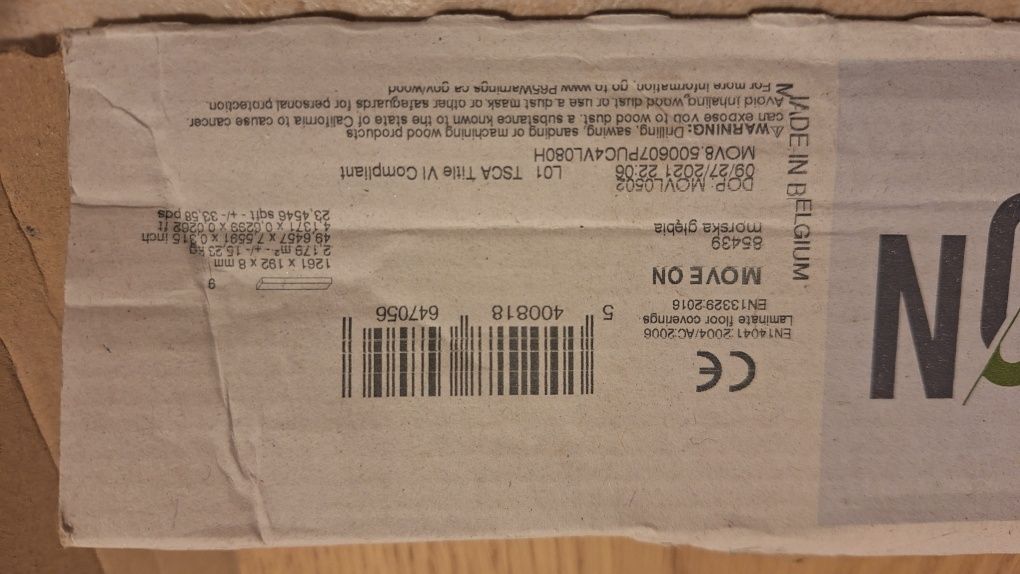 ON
MADE IN BELGIUM
CE
EN14041:2004/AC:2006
Laminate floor coverings
EN13329:2016
MOVE ON
85439
morska głębia
5 400818 647056
9
1261 x 192 x 8 mm
2,179 m² - +/- 15,23 kg
49,6457 x 7,5591 x 0,315 inch
4,1371 x 0,6299 x 0,0262 ft
23,4546 sqft - +/- 33,58 pds
DOP: MOVL0502
09/27/2021 22:06 L01 TSCA Title VI Compliant
MOV8.500607PUC4VL080H
⚠WARNING: Drilling, sawing, sanding or machining wood products
can expose you to wood dust, a substance known to the state of California to cause cancer.
Avoid inhaling wood dust or use a dust mask or other safeguards for personal protection.
For more information, go to www.P65Warnings.ca.gov/wood